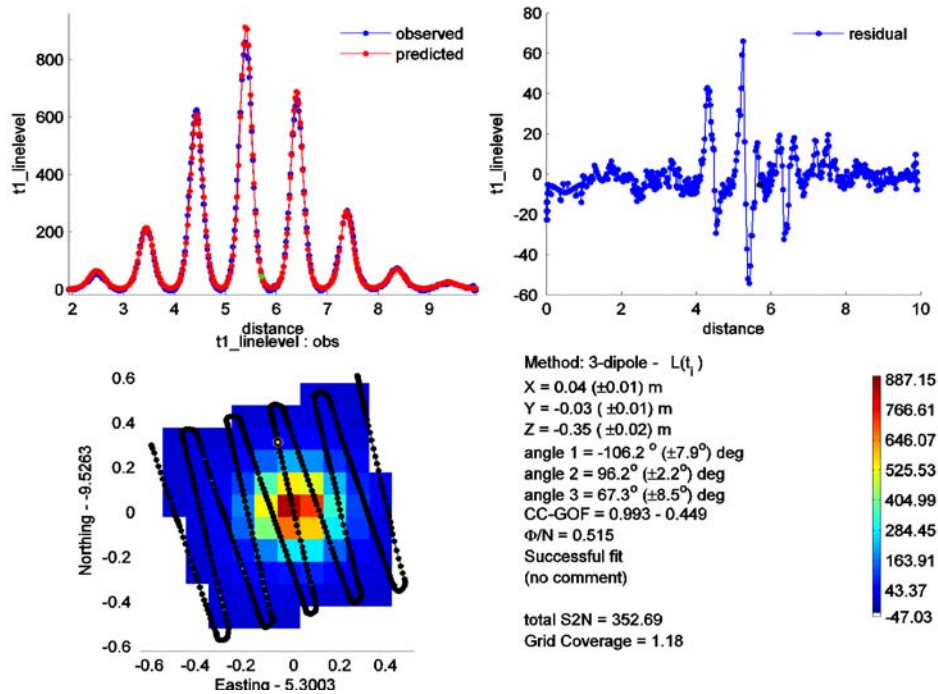 observed
predicted
t1_linelevel
800
600
400
200
0
2 3 4 5 6 7 8 9
distance
t1_linelevel : obs
residual
t1_linelevel
80
60
40
20
0
-20
-40
-60
0 2 4 6 8 10
distance
Northing - -9.5263
0.6
0.4
0.2
0
-0.2
-0.4
-0.6
-0.6 -0.4 -0.2 0 0.2 0.4
Easting - 5.3003
Method: 3-dipole - L(ti)
X = 0.04 (±0.01) m
Y = -0.03 ( ±0.01) m
Z = -0.35 ( ±0.02) m
angle 1 = -106.2 ° (±7.9°) deg
angle 2 = 96.2° (±2.2°) deg
angle 3 = 67.3° (±8.5°) deg
CC-GOF = 0.993 - 0.449
Φ/N = 0.515
Successful fit
(no comment)
total S2N = 352.69
Grid Coverage = 1.18
887.15
766.61
646.07
525.53
404.99
284.45
163.91
43.37
-47.03